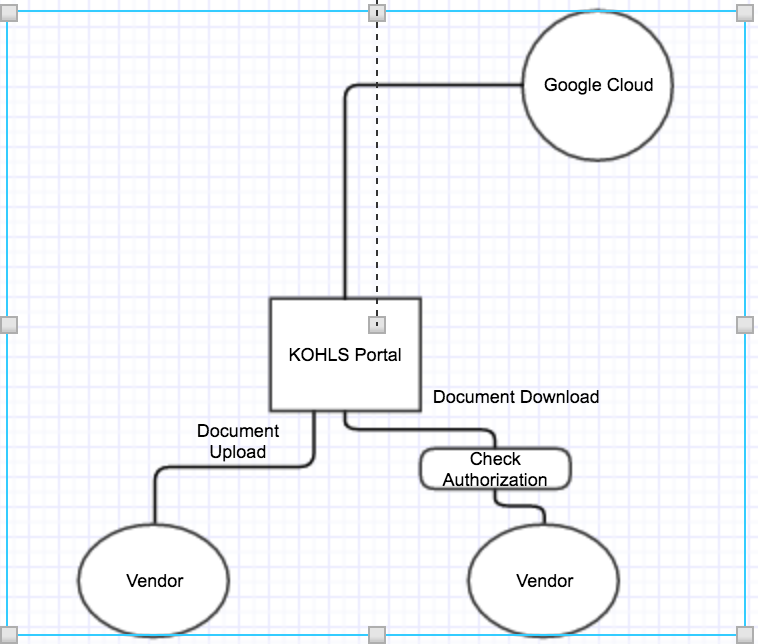 Google Cloud
KOHLS Portal
Document Download
Document
Upload
Check
Authorization
Vendor
Vendor